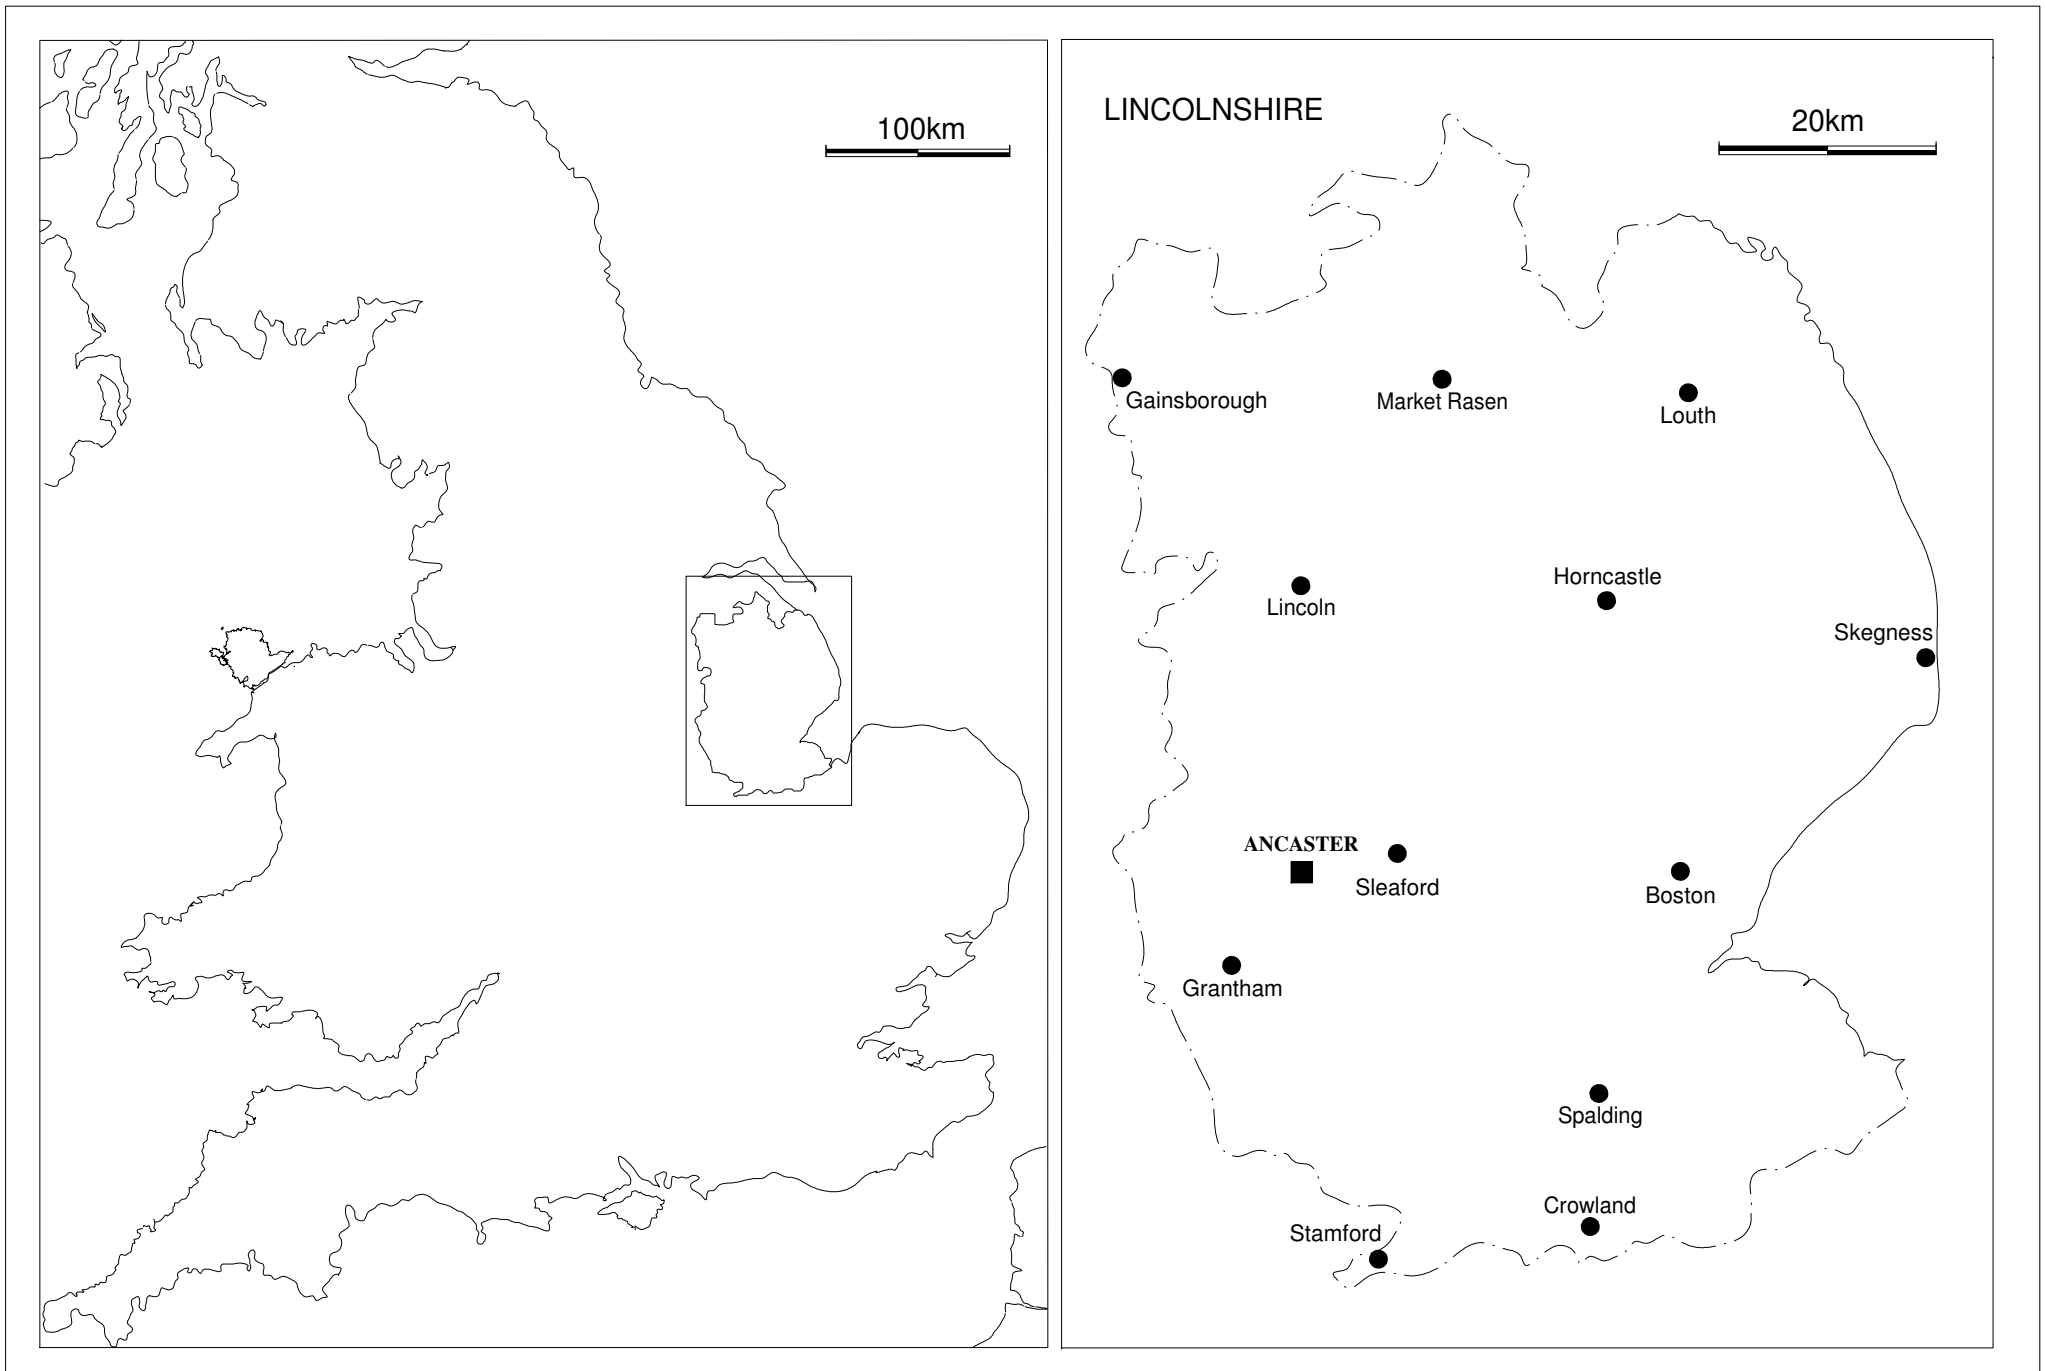 100km
LINCOLNSHIRE
20km
Gainsborough
Market Rasen
Louth
Lincoln
Horncastle
Skegness
ANCASTER
Sleaford
Boston
Grantham
Spalding
Crowland
Stamford